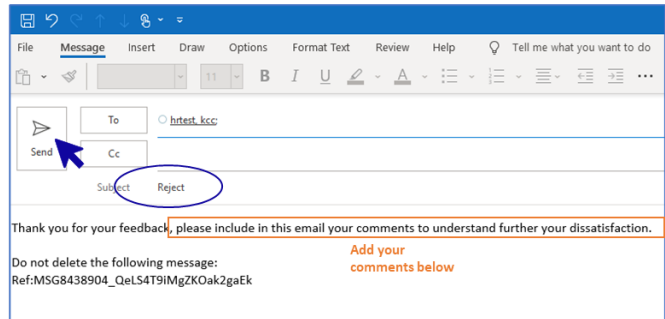 File Message Insert Draw Options Format Text Review Help Tell me what you want to do
11 B I U A
To hrtest, kcc;
Send
Cc
Subject Reject
Thank you for your feedback, please include in this email your comments to understand further your dissatisfaction.
Add your
comments below
Do not delete the following message:
Ref:MSG8438904_QeLS4T9iMgZKOak2gaEk